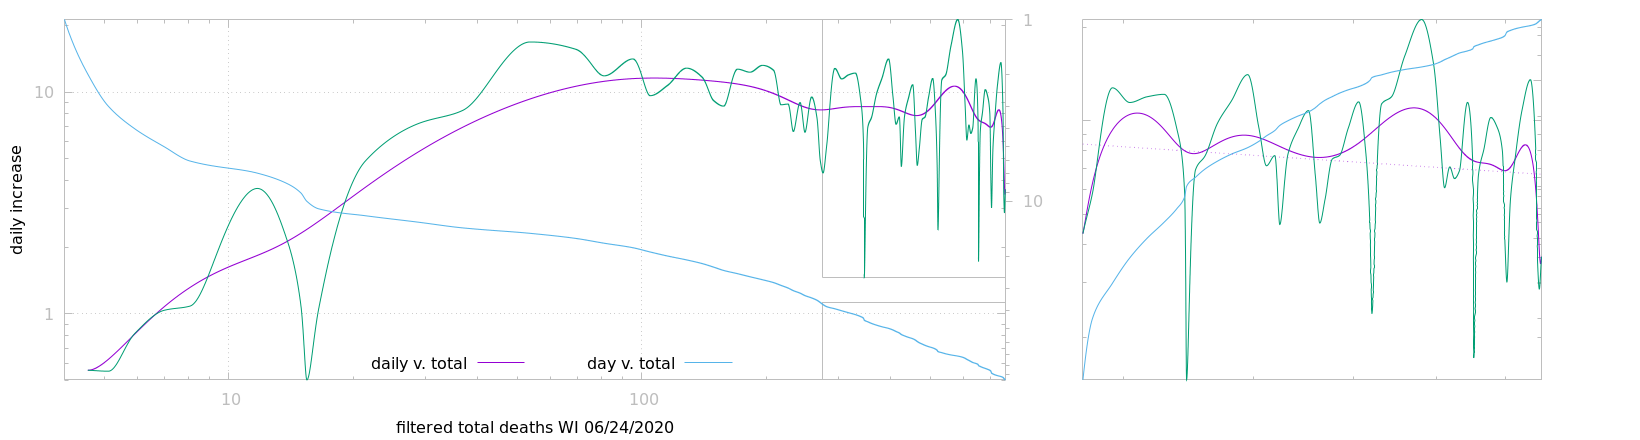 1
10
10
1
daily increase
daily v. total
day v. total
10
100
filtered total deaths WI 06/24/2020